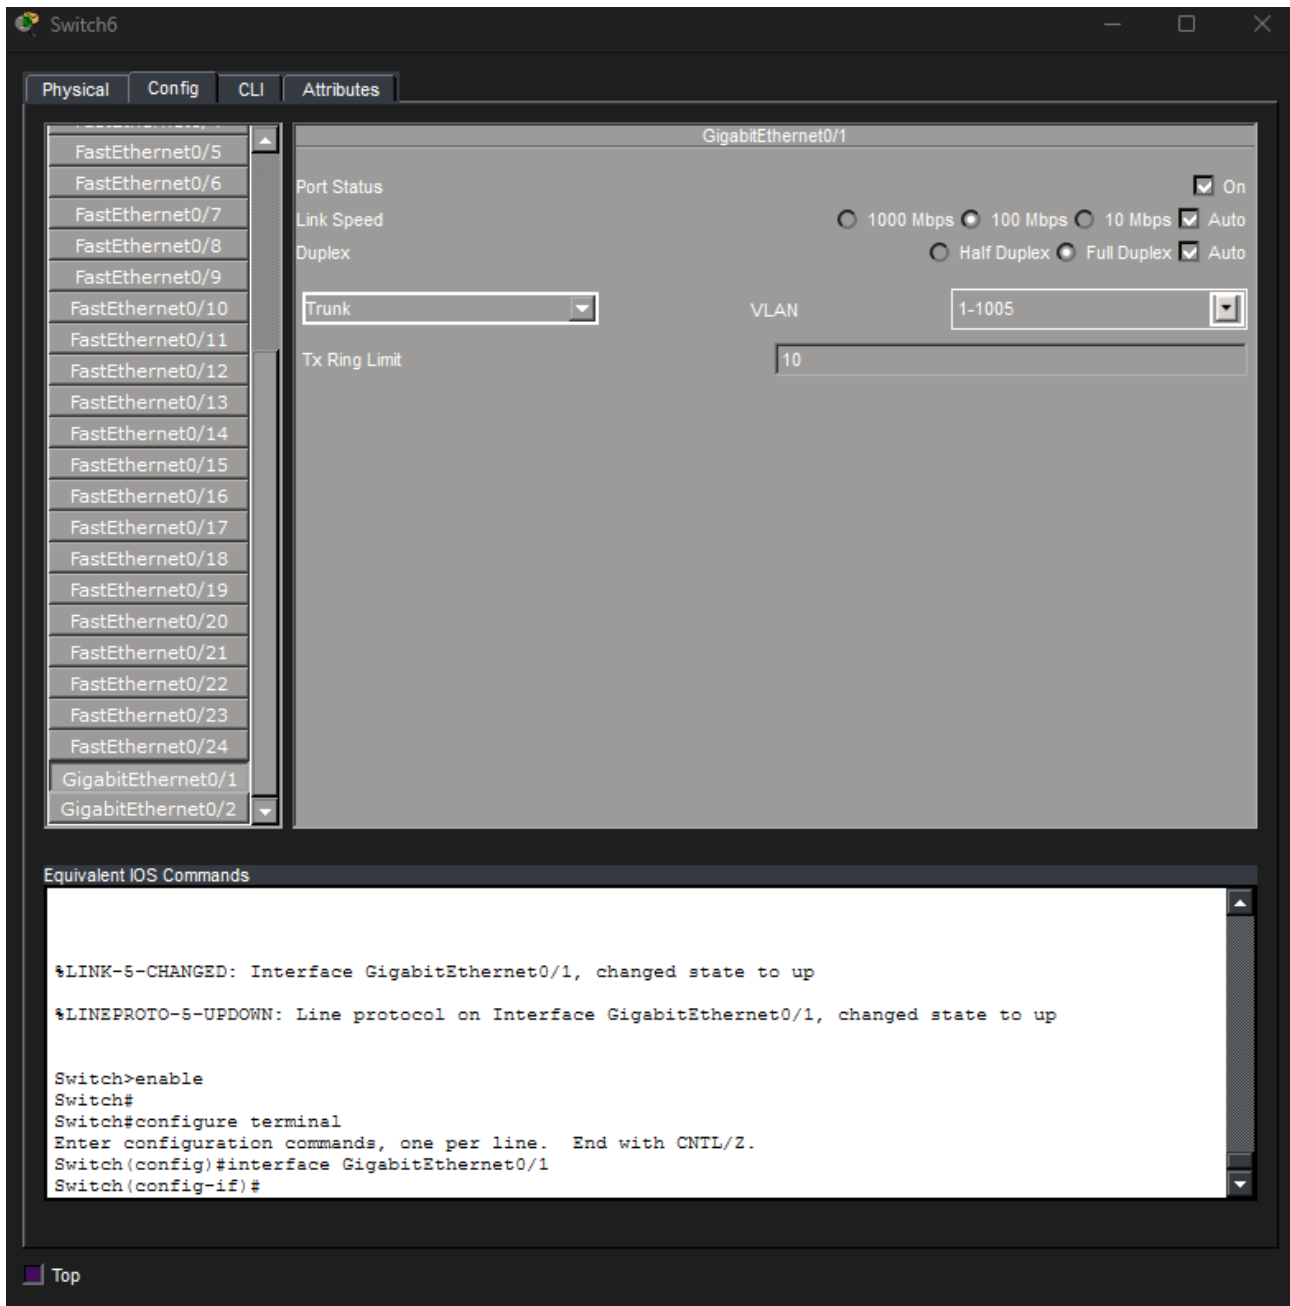 Switch6
Physical Config CLI Attributes
FastEthernet0/5
FastEthernet0/6
FastEthernet0/7
FastEthernet0/8
FastEthernet0/9
FastEthernet0/10
FastEthernet0/11
FastEthernet0/12
FastEthernet0/13
FastEthernet0/14
FastEthernet0/15
FastEthernet0/16
FastEthernet0/17
FastEthernet0/18
FastEthernet0/19
FastEthernet0/20
FastEthernet0/21
FastEthernet0/22
FastEthernet0/23
FastEthernet0/24
GigabitEthernet0/1
GigabitEthernet0/2
GigabitEthernet0/1
Port Status On
Link Speed 1000 Mbps 100 Mbps 10 Mbps Auto
Duplex Half Duplex Full Duplex Auto
Trunk VLAN 1-1005
Tx Ring Limit 10
Equivalent IOS Commands
%LINK-5-CHANGED: Interface GigabitEthernet0/1, changed state to up
%LINEPROTO-5-UPDOWN: Line protocol on Interface GigabitEthernet0/1, changed state to up
Switch>enable
Switch#
Switch#configure terminal
Enter configuration commands, one per line.  End with CNTL/Z.
Switch(config)#interface GigabitEthernet0/1
Switch(config-if)#
Top